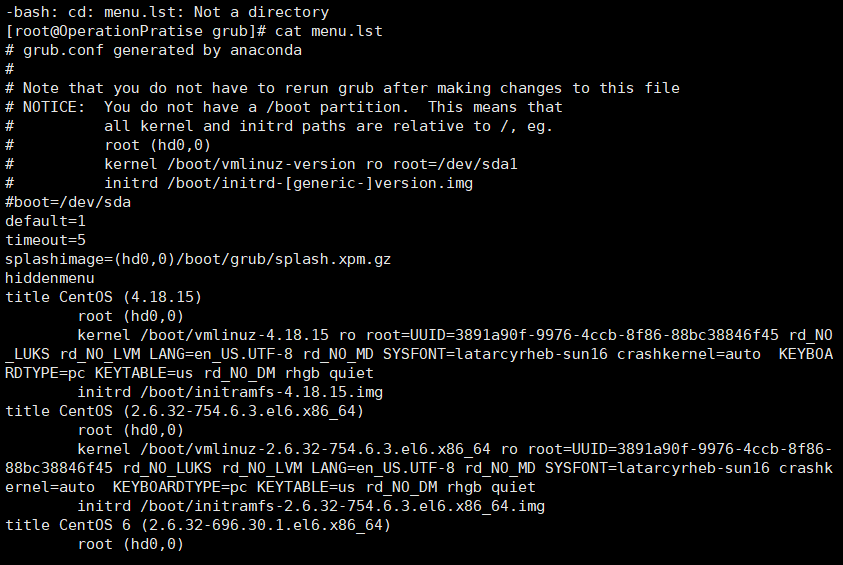 -bash: cd: menu.lst: Not a directory
[root@OperationPratise grub]# cat menu.lst
# grub.conf generated by anaconda
#
# Note that you do not have to rerun grub after making changes to this file
# NOTICE:  You do not have a /boot partition.  This means that
#          all kernel and initrd paths are relative to /, eg.
#          root (hd0,0)
#          kernel /boot/vmlinuz-version ro root=/dev/sda1
#          initrd /boot/initrd-[generic-]version.img
#boot=/dev/sda
default=1
timeout=5
splashimage=(hd0,0)/boot/grub/splash.xpm.gz
hiddenmenu
title CentOS (4.18.15)
        root (hd0,0)
        kernel /boot/vmlinuz-4.18.15 ro root=UUID=3891a90f-9976-4ccb-8f86-88bc38846f45 rd_NO
_LUKS rd_NO_LVM LANG=en_US.UTF-8 rd_NO_MD SYSFONT=latarcyrheb-sun16 crashkernel=auto  KEYBOA
RDTYPE=pc KEYTABLE=us rd_NO_DM rhgb quiet
        initrd /boot/initramfs-4.18.15.img
title CentOS (2.6.32-754.6.3.el6.x86_64)
        root (hd0,0)
        kernel /boot/vmlinuz-2.6.32-754.6.3.el6.x86_64 ro root=UUID=3891a90f-9976-4ccb-8f86-
88bc38846f45 rd_NO_LUKS rd_NO_LVM LANG=en_US.UTF-8 rd_NO_MD SYSFONT=latarcyrheb-sun16 crashk
ernel=auto  KEYBOARDTYPE=pc KEYTABLE=us rd_NO_DM rhgb quiet
        initrd /boot/initramfs-2.6.32-754.6.3.el6.x86_64.img
title CentOS 6 (2.6.32-696.30.1.el6.x86_64)
        root (hd0,0)